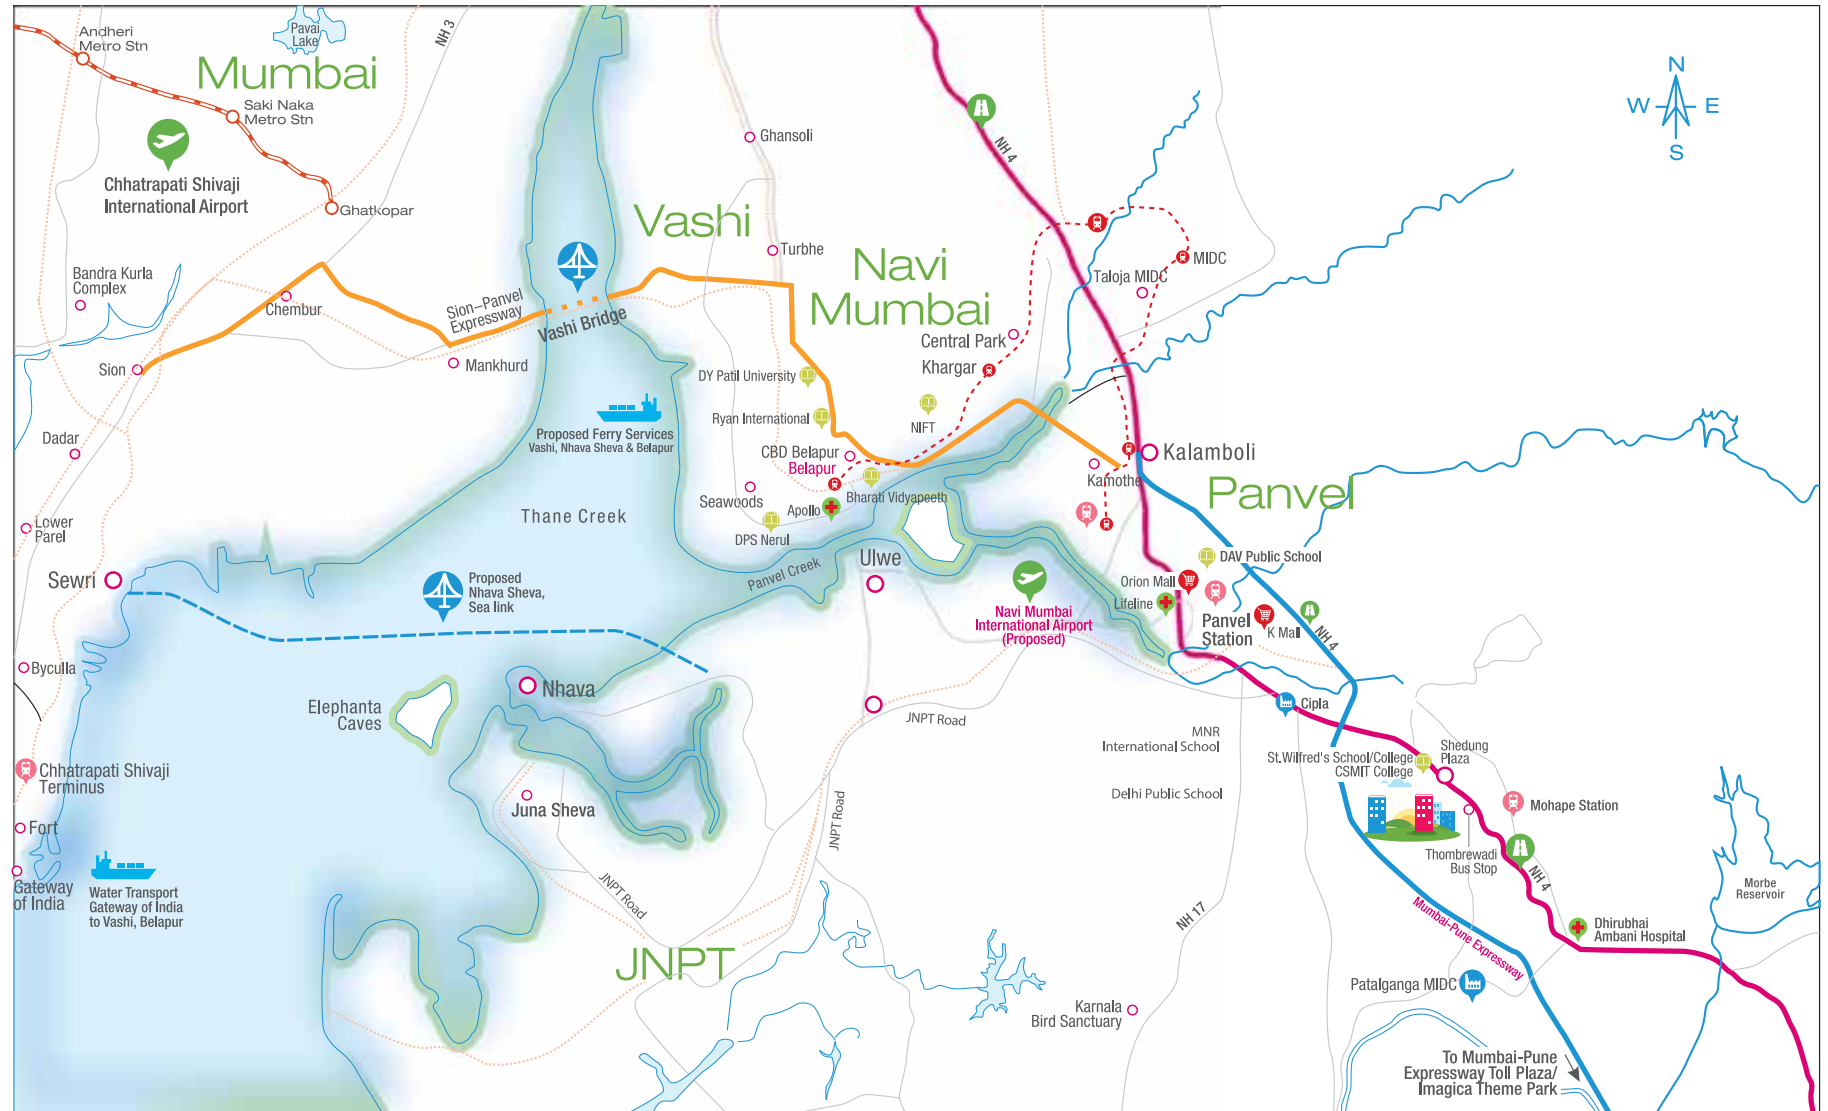 Andheri
Metro Stn
Pavai
Lake
NH 3
Mumbai
Saki Naka
Metro Stn
Chhatrapati Shivaji
International Airport
Ghatkopar
Ghansoli
NH 4
N
W
E
S
Vashi
Turbhe
Navi
Mumbai
MIDC
Taloja MIDC
Bandra Kurla
Complex
Chembur
Sion–Panvel
Expressway
Vashi Bridge
Central Park
Khargar
Sion
Mankhurd
DY Patil University
Ryan International
NIFT
Proposed Ferry Services
Vashi, Nhava Sheva & Belapur
Dadar
CBD Belapur
Belapur
Kalamboli
Kamothe
Panvel
Seawoods
Bharati Vidyapeeth
Apollo
Thane Creek
DPS Nerul
Lower
Parel
Sewri
Proposed
Nhava Sheva,
Sea link
Panvel Creek
Ulwe
DAV Public School
Orion Mall
Lifeline
Navi Mumbai
International Airport
(Proposed)
Panvel
Station
K Mall
NH 4
Byculla
Nhava
Elephanta
Caves
JNPT Road
Cipla
MNR
International School
Shedung
Plaza
St.Wilfred's School/College
CSMIT College
Chhatrapati Shivaji
Terminus
Juna Sheva
Delhi Public School
Mohape Station
JNPT Road
Fort
Thombrewadi
Bus Stop
NH 4
Gateway
of India
Water Transport
Gateway of India
to Vashi, Belapur
JNPT Road
NH 17
Mumbai-Pune Expressway
Morbe
Reservoir
Dhirubhai
Ambani Hospital
JNPT
Patalganga MIDC
Karnala
Bird Sanctuary
To Mumbai-Pune
Expressway Toll Plaza/
Imagica Theme Park